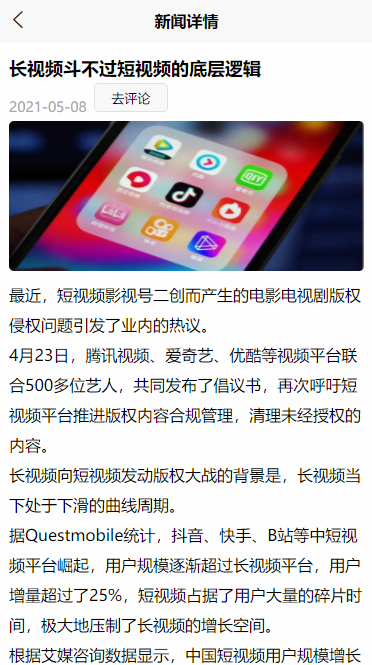 新闻详情
长视频斗不过短视频的底层逻辑
2021-05-08 去评论
iQIYI
最近，短视频影视号二创而产生的电影电视剧版权
侵权问题引发了业内的热议。
4月23日，腾讯视频、爱奇艺、优酷等视频平台联
合500多位艺人，共同发布了倡议书，再次呼吁短
视频平台推进版权内容合规管理，清理未经授权的
内容。
长视频向短视频发动版权大战的背景是，长视频当
下处于下滑的曲线周期。
据Questmobile统计，抖音、快手、B站等中短视
频平台崛起，用户规模逐渐超过长视频平台，用户
增量超过了25%，短视频占据了用户大量的碎片时
间，极大地压制了长视频的增长空间。
根据艾媒咨询数据显示，中国短视频用户规模增长